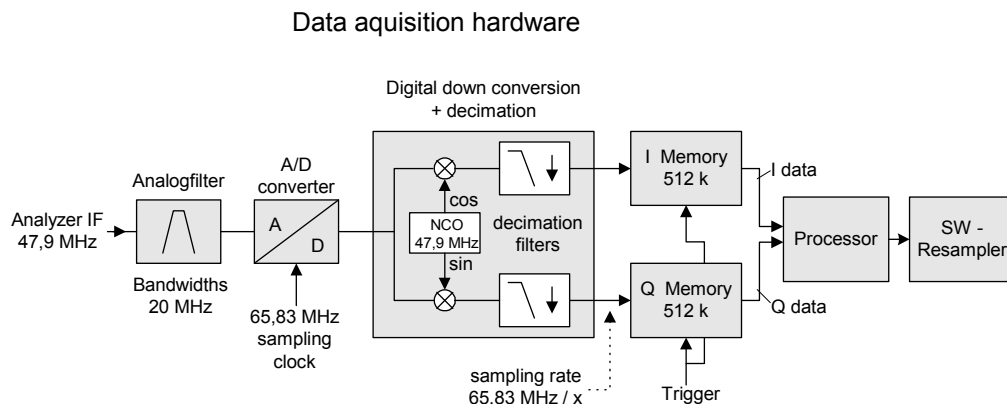 Data aquisition hardware
Digital down conversion
+ decimation
Analyzer IF
47,9 MHz
Analogfilter
Bandwidths
20 MHz
A/D
converter
A
D
65,83 MHz
sampling
clock
cos
NCO
47,9 MHz
sin
decimation
filters
sampling rate
65,83 MHz / x
I Memory
512 k
Q Memory
512 k
Trigger
I data
Q data
Processor
SW -
Resampler